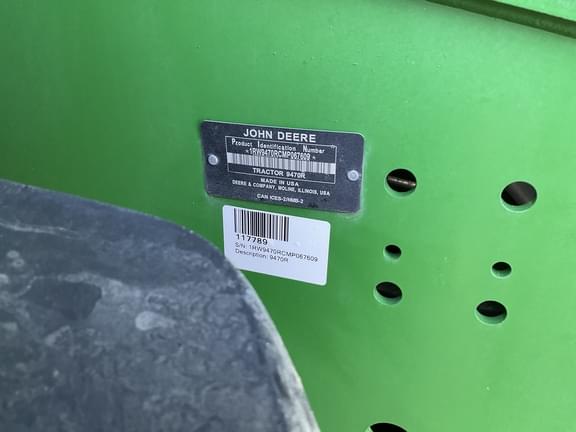 JOHN DEERE
Product Identification Number
*1RW9470RCMP067609*
TRACTOR 9470R
MADE IN USA
DEERE & COMPANY, MOLINE, ILLINOIS, USA
CAN ICES-2/NMB-2
117789
S/N: 1RW9470RCMP067609
Description: 9470R